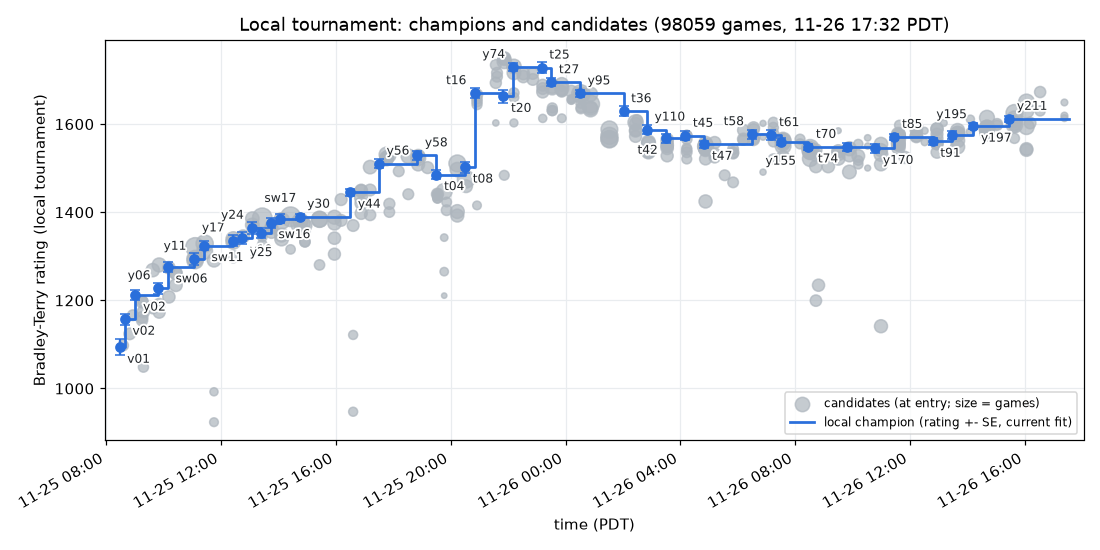 Local tournament: champions and candidates (98059 games, 11-26 17:32 PDT)
Bradley-Terry rating (local tournament)
1600
1400
1200
1000
y74
t25
t27
t16
t20
y95
t36
y110
t42
t45
t47
t58
t61
y155
t70
t74
y170
t85
t91
y195
y197
y211
y56
y58
t04
t08
y44
sw17
y30
sw16
y24
y17
y25
y11
sw11
y06
sw06
y02
v02
v01
candidates (at entry; size = games)
local champion (rating +- SE, current fit)
11-25 08:00
11-25 12:00
11-25 16:00
11-25 20:00
11-26 00:00
11-26 04:00
11-26 08:00
11-26 12:00
11-26 16:00
time (PDT)